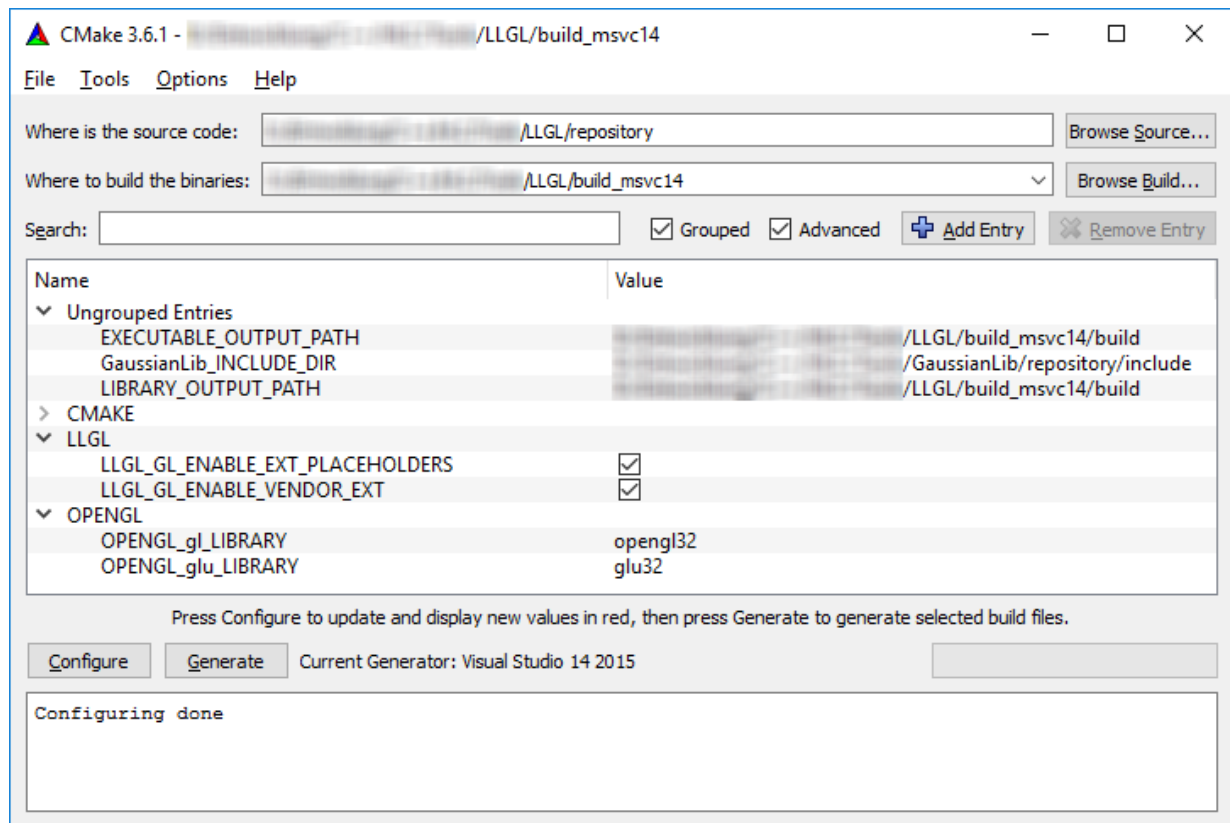 CMake 3.6.1 - /LLGL/build_msvc14
File Tools Options Help
Where is the source code: /LLGL/repository Browse Source...
Where to build the binaries: /LLGL/build_msvc14 Browse Build...
Search: Grouped Advanced Add Entry Remove Entry
Name Value
Ungrouped Entries
EXECUTABLE_OUTPUT_PATH /LLGL/build_msvc14/build
GaussianLib_INCLUDE_DIR /GaussianLib/repository/include
LIBRARY_OUTPUT_PATH /LLGL/build_msvc14/build
CMAKE
LLGL
LLGL_GL_ENABLE_EXT_PLACEHOLDERS
LLGL_GL_ENABLE_VENDOR_EXT
OPENGL
OPENGL_gl_LIBRARY opengl32
OPENGL_glu_LIBRARY glu32
Press Configure to update and display new values in red, then press Generate to generate selected build files.
Configure Generate Current Generator: Visual Studio 14 2015
Configuring done